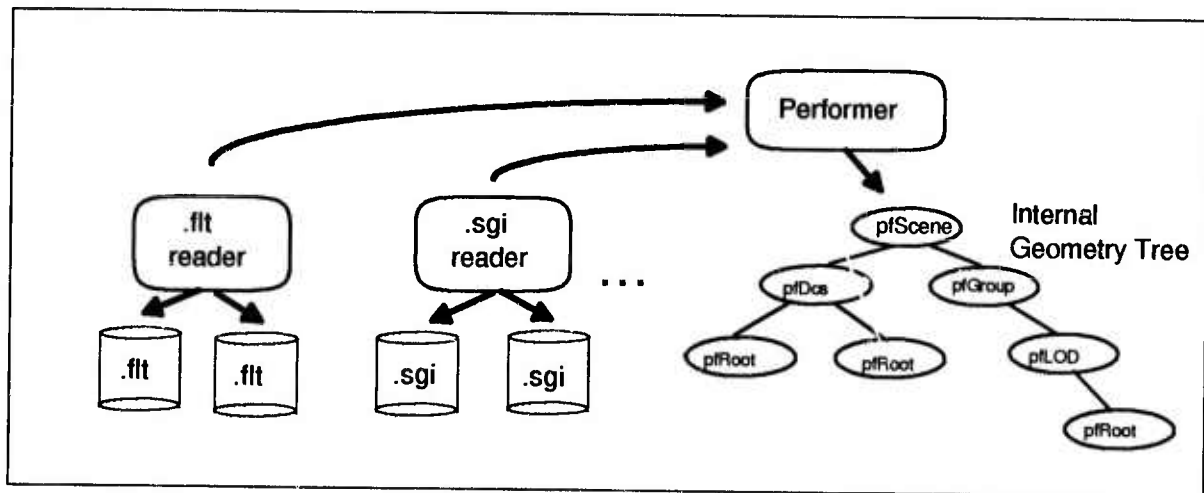 Performer
.flt
reader
.sgi
reader
...
.flt
.flt
.sgi
.sgi
pfScene
Internal
Geometry Tree
pfDcs
pfGroup
pfRoot
pfRoot
pfLOD
pfRoot